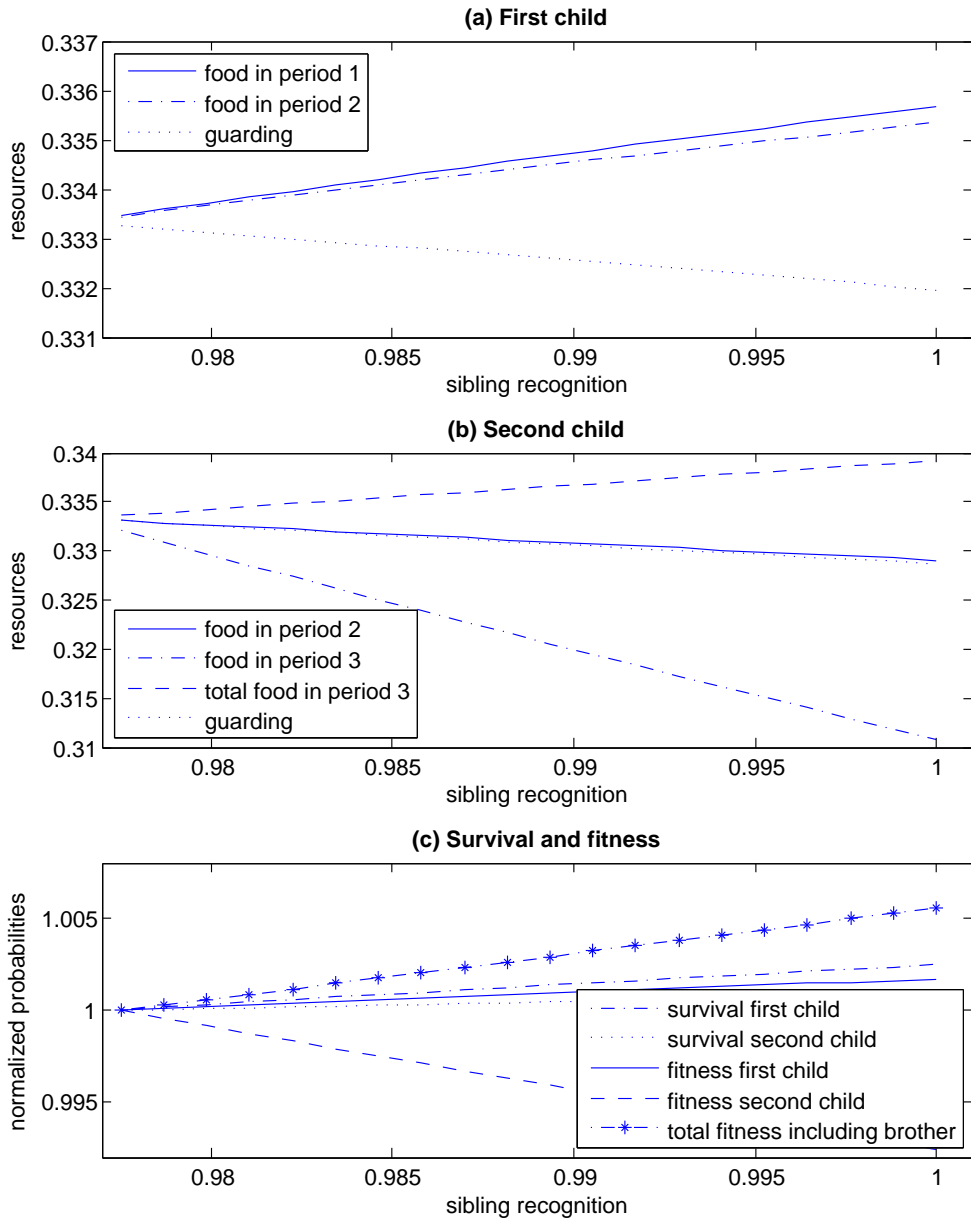 (a) First child
resources
0.337
0.336
0.335
0.334
0.333
0.332
0.331
food in period 1
food in period 2
guarding
0.98 0.985 0.99 0.995 1
sibling recognition
(b) Second child
resources
0.34
0.335
0.33
0.325
0.32
0.315
0.31
food in period 2
food in period 3
total food in period 3
guarding
0.98 0.985 0.99 0.995 1
sibling recognition
(c) Survival and fitness
normalized probabilities
1.005
1
0.995
survival first child
survival second child
fitness first child
fitness second child
total fitness including brother
0.98 0.985 0.99 0.995 1
sibling recognition